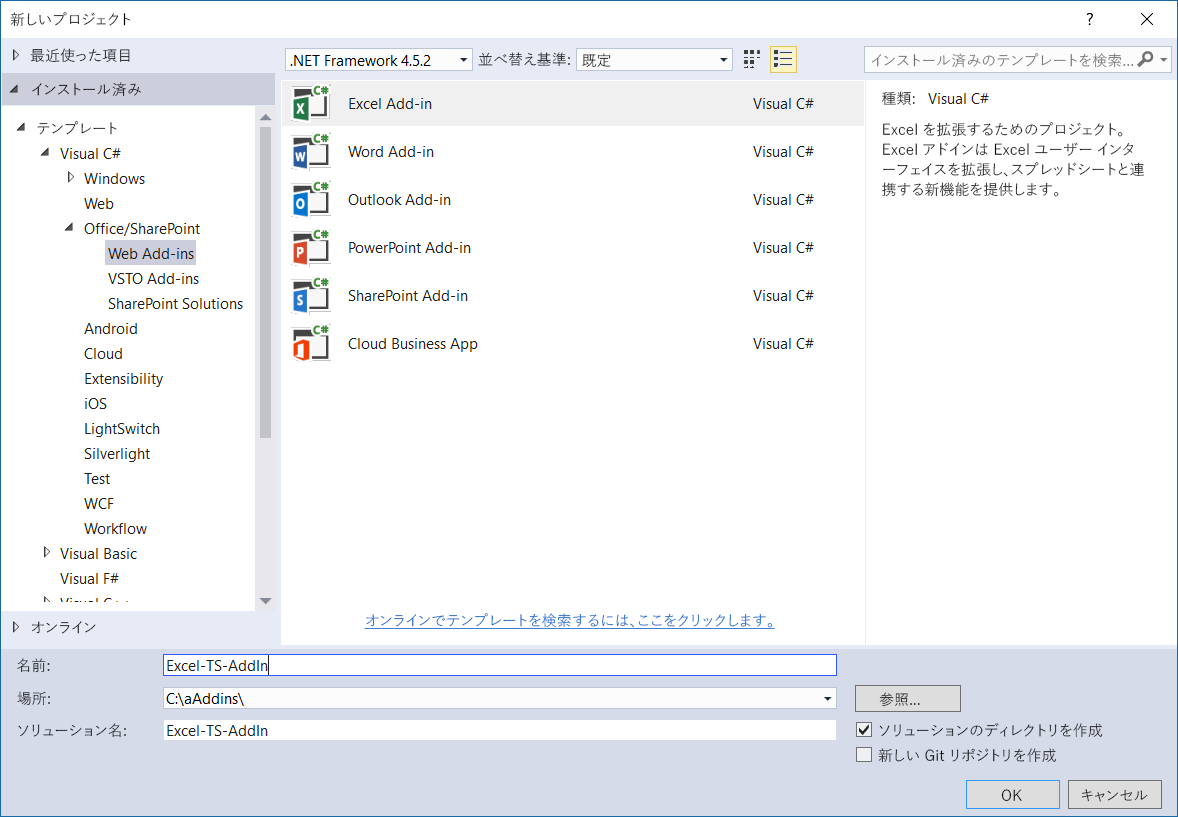 新しいプロジェクト
?
最近使った項目
.NET Framework 4.5.2
並べ替え基準:
既定
インストール済みのテンプレートを検索...
インストール済み
テンプレート
Visual C#
Windows
Web
Office/SharePoint
Web Add-ins
VSTO Add-ins
SharePoint Solutions
Android
Cloud
Extensibility
iOS
LightSwitch
Silverlight
Test
WCF
Workflow
Visual Basic
Visual F#
Visual C++
オンライン
Excel Add-in Visual C#
Word Add-in Visual C#
Outlook Add-in Visual C#
PowerPoint Add-in Visual C#
SharePoint Add-in Visual C#
Cloud Business App Visual C#
オンラインでテンプレートを検索するには、ここをクリックします。
種類: Visual C#
Excel を拡張するためのプロジェクト。
Excel アドインは Excel ユーザー インタ
ーフェイスを拡張し、スプレッドシートと連
携する新機能を提供します。
名前: Excel-TS-AddIn
場所: C:\aAddins\
参照...
ソリューション名: Excel-TS-AddIn
ソリューションのディレクトリを作成
新しい Git リポジトリを作成
OK
キャンセル